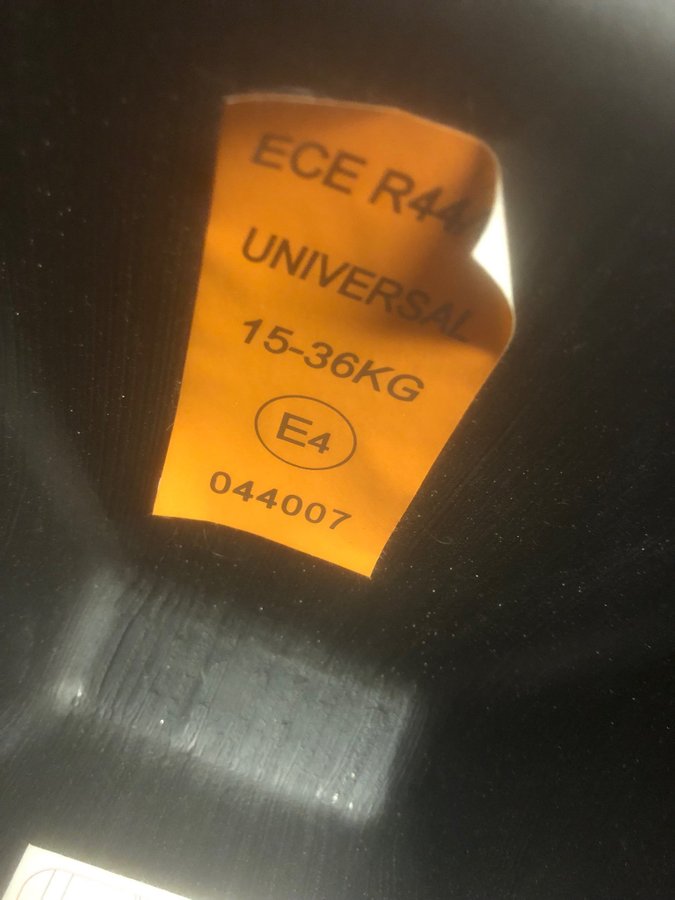 ECE R44/
UNIVERSAL
15-36KG
E4
044007